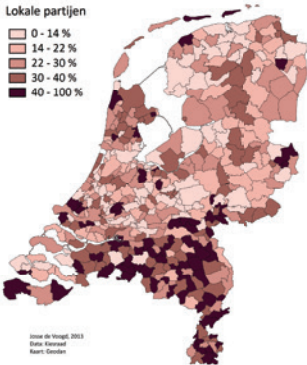 Lokale partijen
0 - 14 %
14 - 22 %
22 - 30 %
30 - 40 %
40 - 100 %
Josse de Voogd, 2013
Data: Kiesraad
Kaart: Geodan